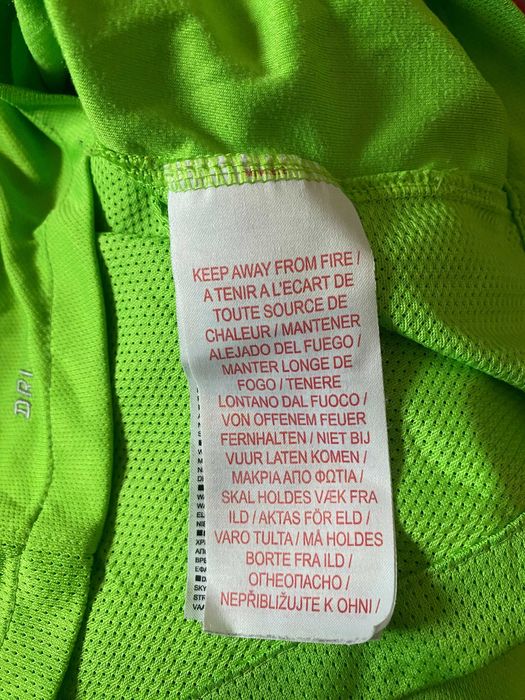 KEEP AWAY FROM FIRE /
A TENIR A L'ECART DE
TOUTE SOURCE DE
CHALEUR / MANTENER
ALEJADO DEL FUEGO /
MANTER LONGE DE
FOGO / TENERE
LONTANO DAL FUOCO /
VON OFFENEM FEUER
FERNHALTEN / NIET BIJ
VUUR LATEN KOMEN /
ΜΑΚΡΙΑ ΑΠΟ ΦΩΤΙΑ /
SKAL HOLDES VÆK FRA
ILD / AKTAS FÖR ELD /
VARO TULTA / MÅ HOLDES
BORTE FRA ILD /
ОГНЕОПАСНО /
NEPŘIBLIŽUJTE K OHNI /
DRI